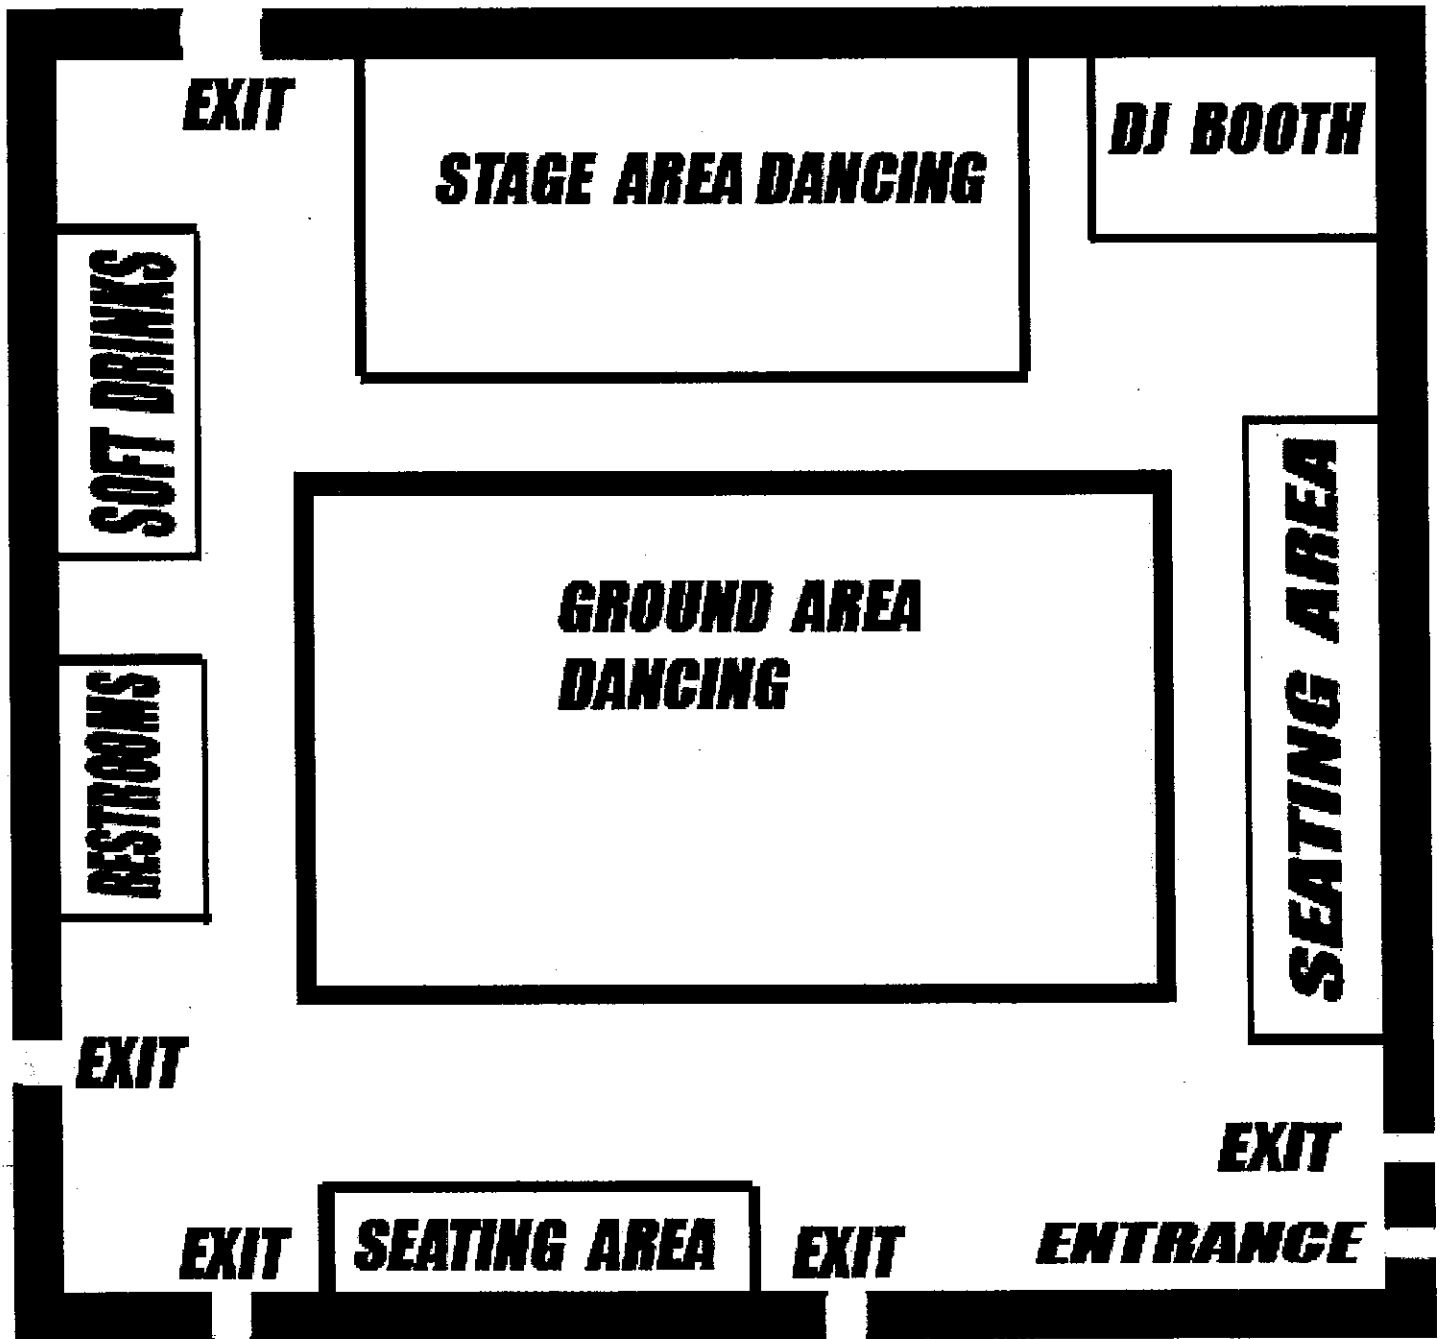 EXIT
STAGE AREA DANCING
DJ BOOTH
SOFT DRINKS
SEATING AREA
GROUND AREA
DANCING
RESTROOMS
EXIT
EXIT
EXIT
SEATING AREA
EXIT
ENTRANCE